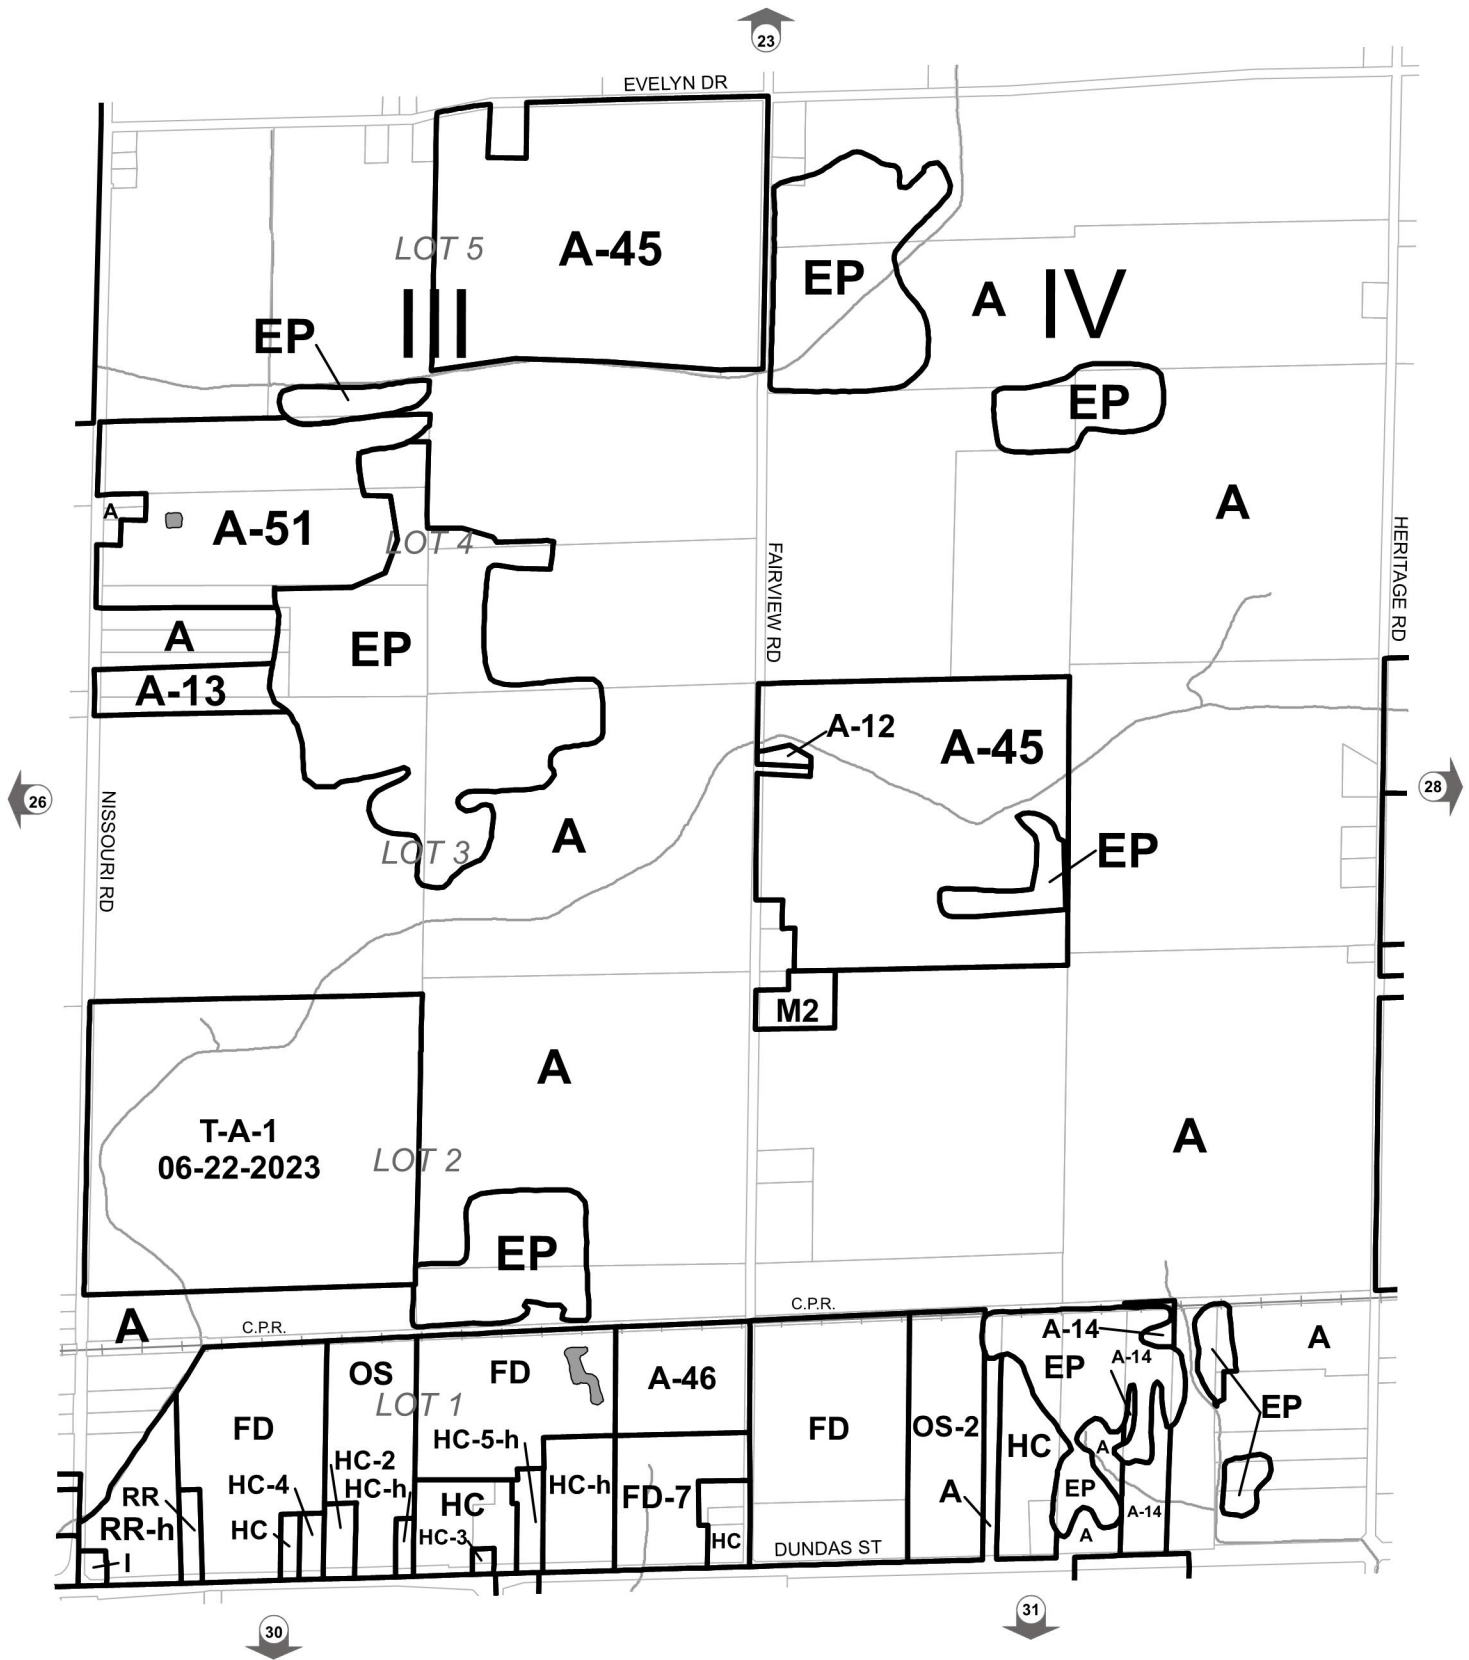 23
EVELYN DR
LOT 5
A-45
III
EP
EP
A
IV
EP
A
A-51
A
LOT 4
A
EP
A-13
FAIRVIEW RD
HERITAGE RD
A-12
A-45
26
28
NISSOURI RD
LOT 3
A
EP
M2
A
T-A-1
06-22-2023
LOT 2
A
EP
A
C.P.R.
C.P.R.
OS
FD
A-46
LOT 1
FD
FD
OS-2
A-14
EP
A-14
A
EP
HC-2
HC-5-h
HC-4
HC-h
HC-h
FD-7
HC
A
RR
RR-h
HC
HC
HC-3
HC
A
EP
A-14
A
I
DUNDAS ST
30
31